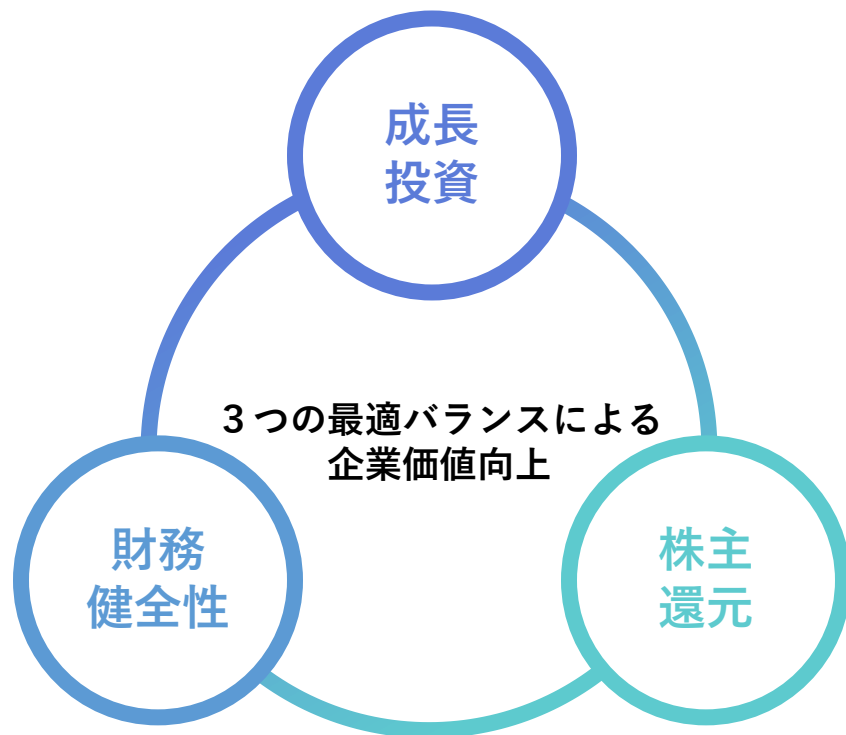 成長
投資
３つの最適バランスによる
企業価値向上
財務
健全性
株主
還元